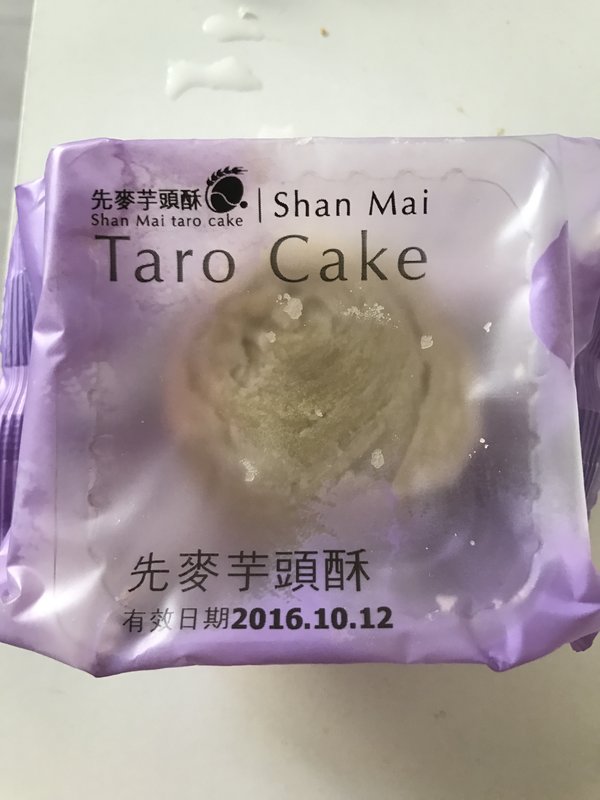 先麥芋頭酥 | Shan Mai
Shan Mai taro cake
Taro Cake
先麥芋頭酥
有效日期2016.10.12